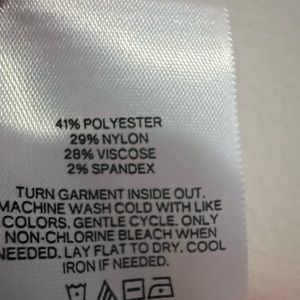 41% POLYESTER
29% NYLON
28% VISCOSE
2% SPANDEX
TURN GARMENT INSIDE OUT.
MACHINE WASH COLD WITH LIKE
COLORS. GENTLE CYCLE. ONLY
NON-CHLORINE BLEACH WHEN
NEEDED. LAY FLAT TO DRY. COOL
IRON IF NEEDED.